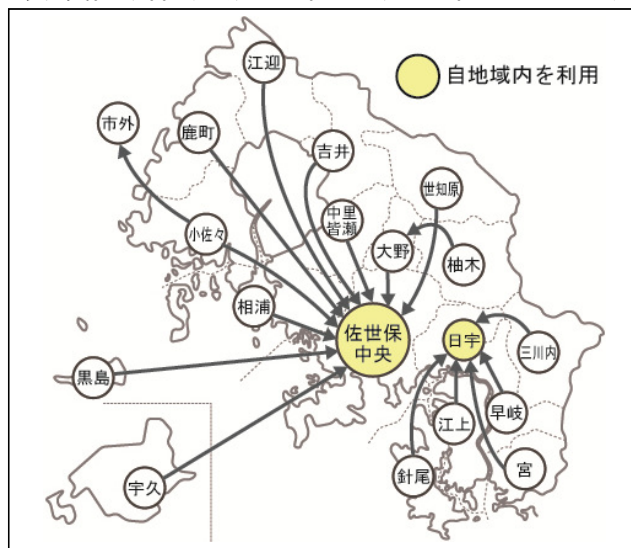 江迎
自地域内を利用
市外
鹿町
吉井
世知原
中里
皆瀬
小佐々
大野
柚木
相浦
佐世保
中央
日宇
三川内
黒島
江上
早岐
針尾
宮
宇久